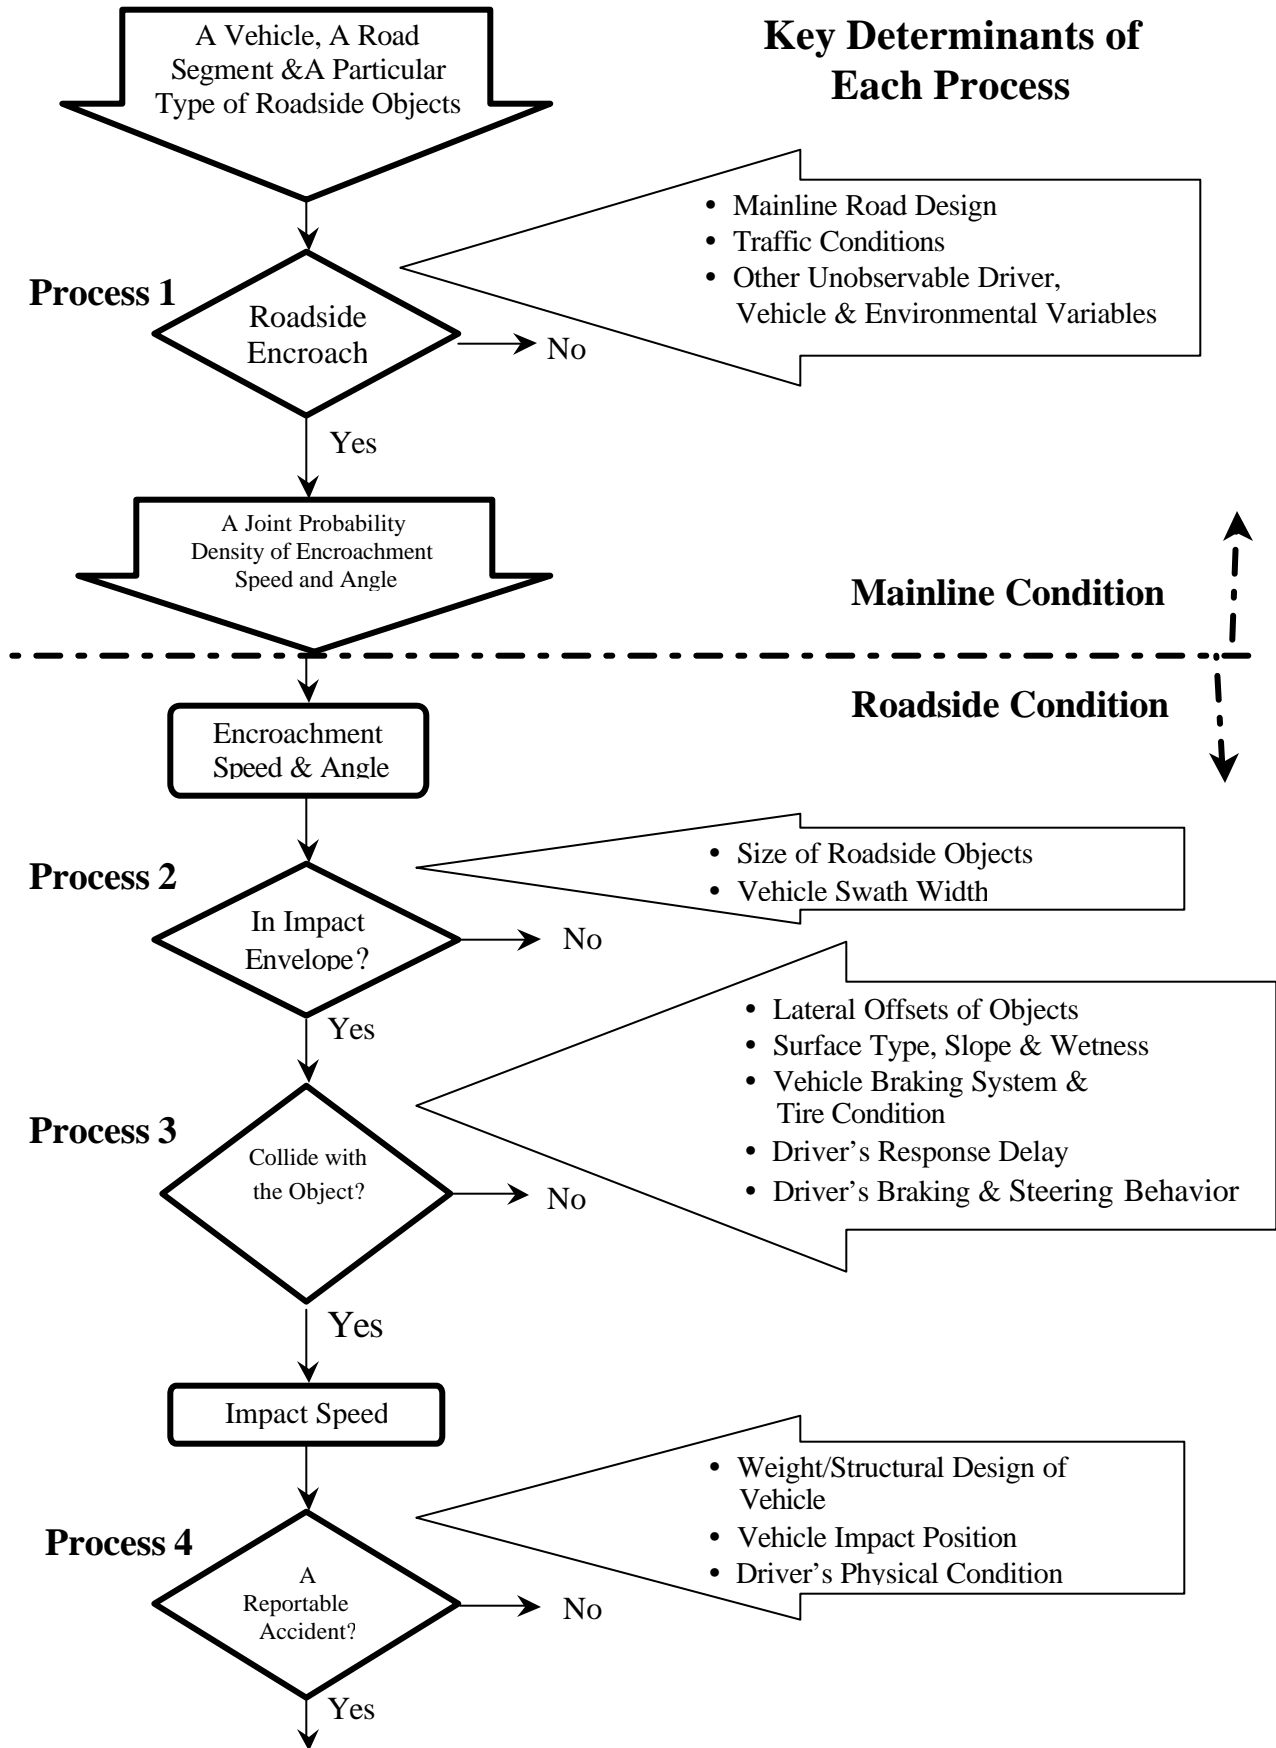 A Vehicle, A Road
Segment &A Particular
Type of Roadside Objects
Key Determinants of
Each Process
• Mainline Road Design
• Traffic Conditions
• Other Unobservable Driver,
Vehicle & Environmental Variables
Process 1
Roadside
Encroach
No
Yes
A Joint Probability
Density of Encroachment
Speed and Angle
Mainline Condition
Roadside Condition
Encroachment
Speed & Angle
Process 2
• Size of Roadside Objects
• Vehicle Swath Width
In Impact
Envelope?
No
Yes
• Lateral Offsets of Objects
• Surface Type, Slope & Wetness
• Vehicle Braking System &
Tire Condition
• Driver's Response Delay
• Driver's Braking & Steering Behavior
Process 3
Collide with
the Object?
No
Yes
Impact Speed
• Weight/Structural Design of
Vehicle
• Vehicle Impact Position
• Driver's Physical Condition
Process 4
A
Reportable
Accident?
No
Yes